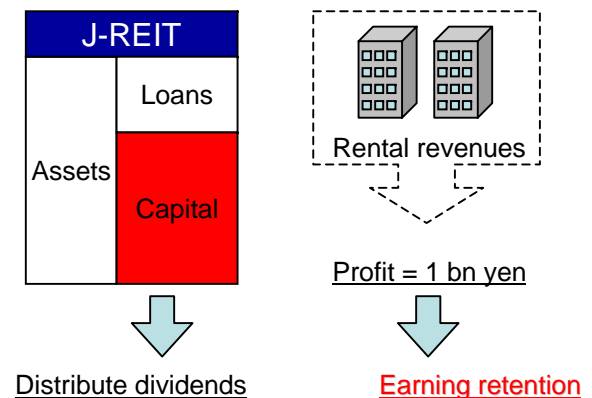 J-REIT
Loans
Assets
Capital
Rental revenues
Profit = 1 bn yen
Distribute dividends
Earning retention